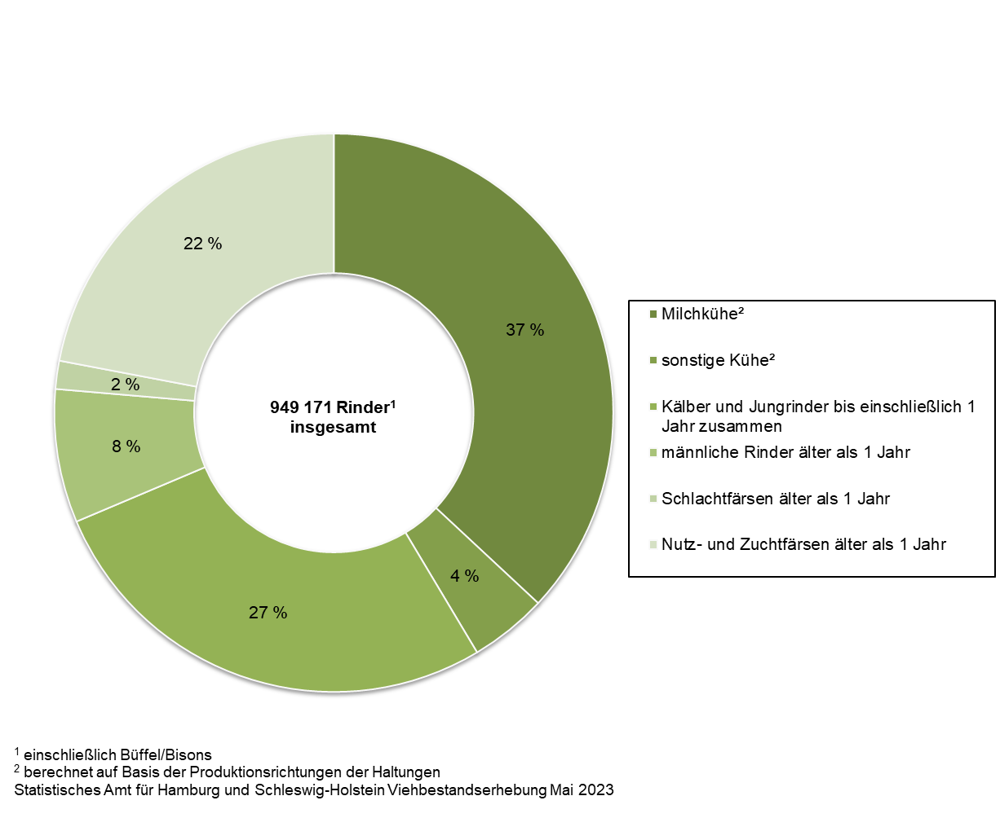 22 %
37 %
2 %
8 %
4 %
27 %
949 171 Rinder¹
insgesamt
Milchkühe²
sonstige Kühe²
Kälber und Jungrinder bis einschließlich 1
Jahr zusammen
männliche Rinder älter als 1 Jahr
Schlachtfärsen älter als 1 Jahr
Nutz- und Zuchtfärsen älter als 1 Jahr
¹ einschließlich Büffel/Bisons
² berechnet auf Basis der Produktionsrichtungen der Haltungen
Statistisches Amt für Hamburg und Schleswig-Holstein Viehbestandserhebung Mai 2023